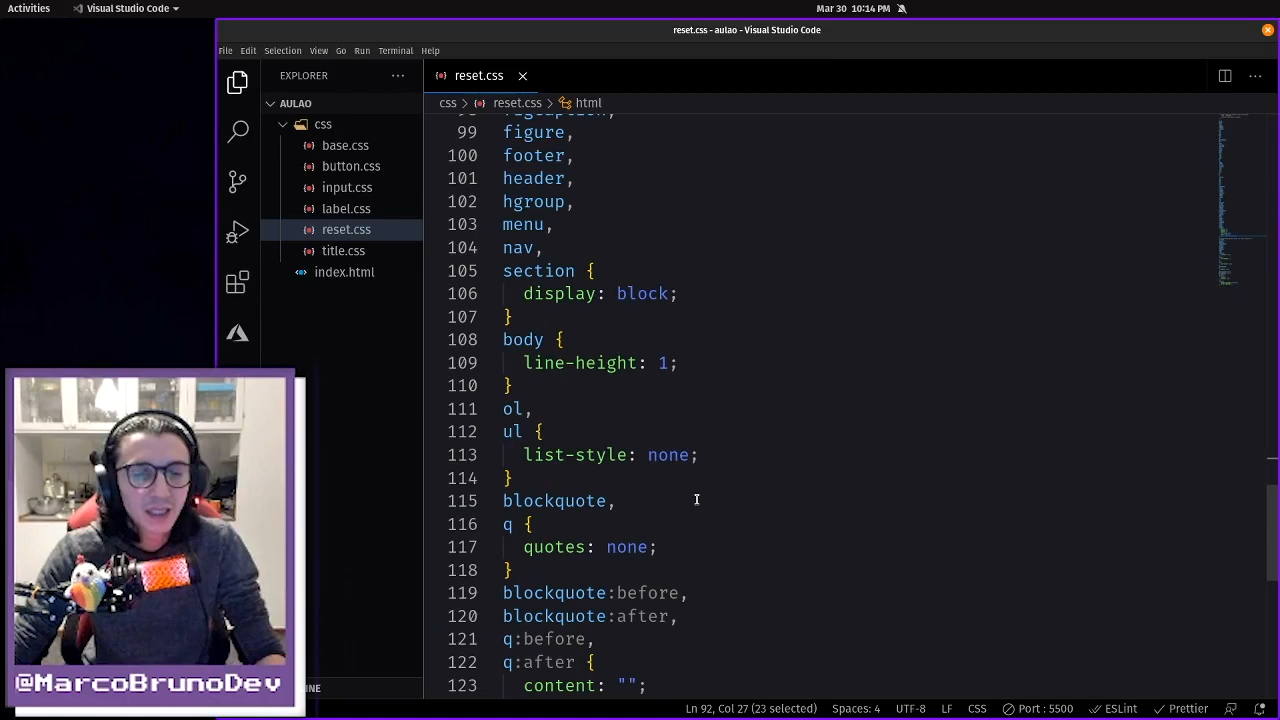 Activities
Visual Studio Code
Mar 30 10:14 PM
reset.css - aulao - Visual Studio Code
File Edit Selection View Go Run Terminal Help
EXPLORER
AULAO
css
base.css
button.css
input.css
label.css
reset.css
title.css
index.html
reset.css
css > reset.css > html
99 figure,
100 footer,
101 header,
102 hgroup,
103 menu,
104 nav,
105 section {
106 display: block;
107 }
108 body {
109 line-height: 1;
110 }
111 ol,
112 ul {
113 list-style: none;
114 }
115 blockquote,
116 q {
117 quotes: none;
118 }
119 blockquote:before,
120 blockquote:after,
121 q:before,
122 q:after {
123 content: "";
@MarcoBrunoDev
INE
Ln 92, Col 27 (23 selected) Spaces: 4 UTF-8 LF CSS Port : 5500 ESLint Prettier